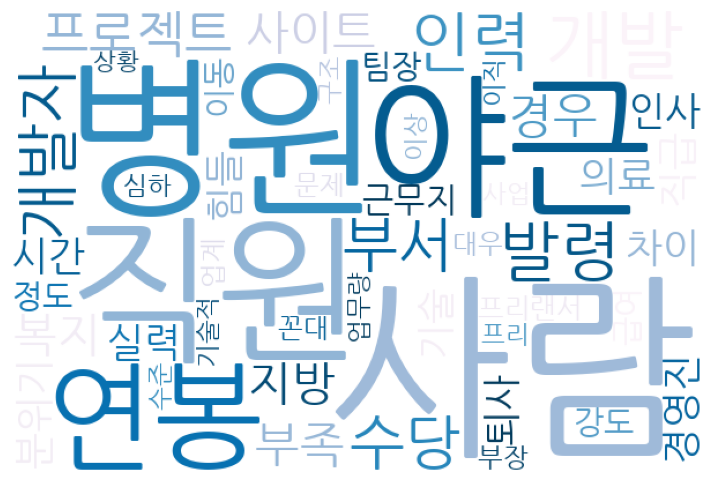 프로젝트
사이트
인력
개발
상황
팀장
이동
구조
이직
개발자
병원
야근
이상
경우
인사
심하
힘들
문제
근무지
사업
의료
직급
직원
사람
부서
발령
대우
차이
시간
업계
정도
복지
실력
기술적
꼰대
업무량
기술
프리랜서
프리
급여
분위기
연봉
수준
지방
부족
수당
퇴사
부장
강도
경영진